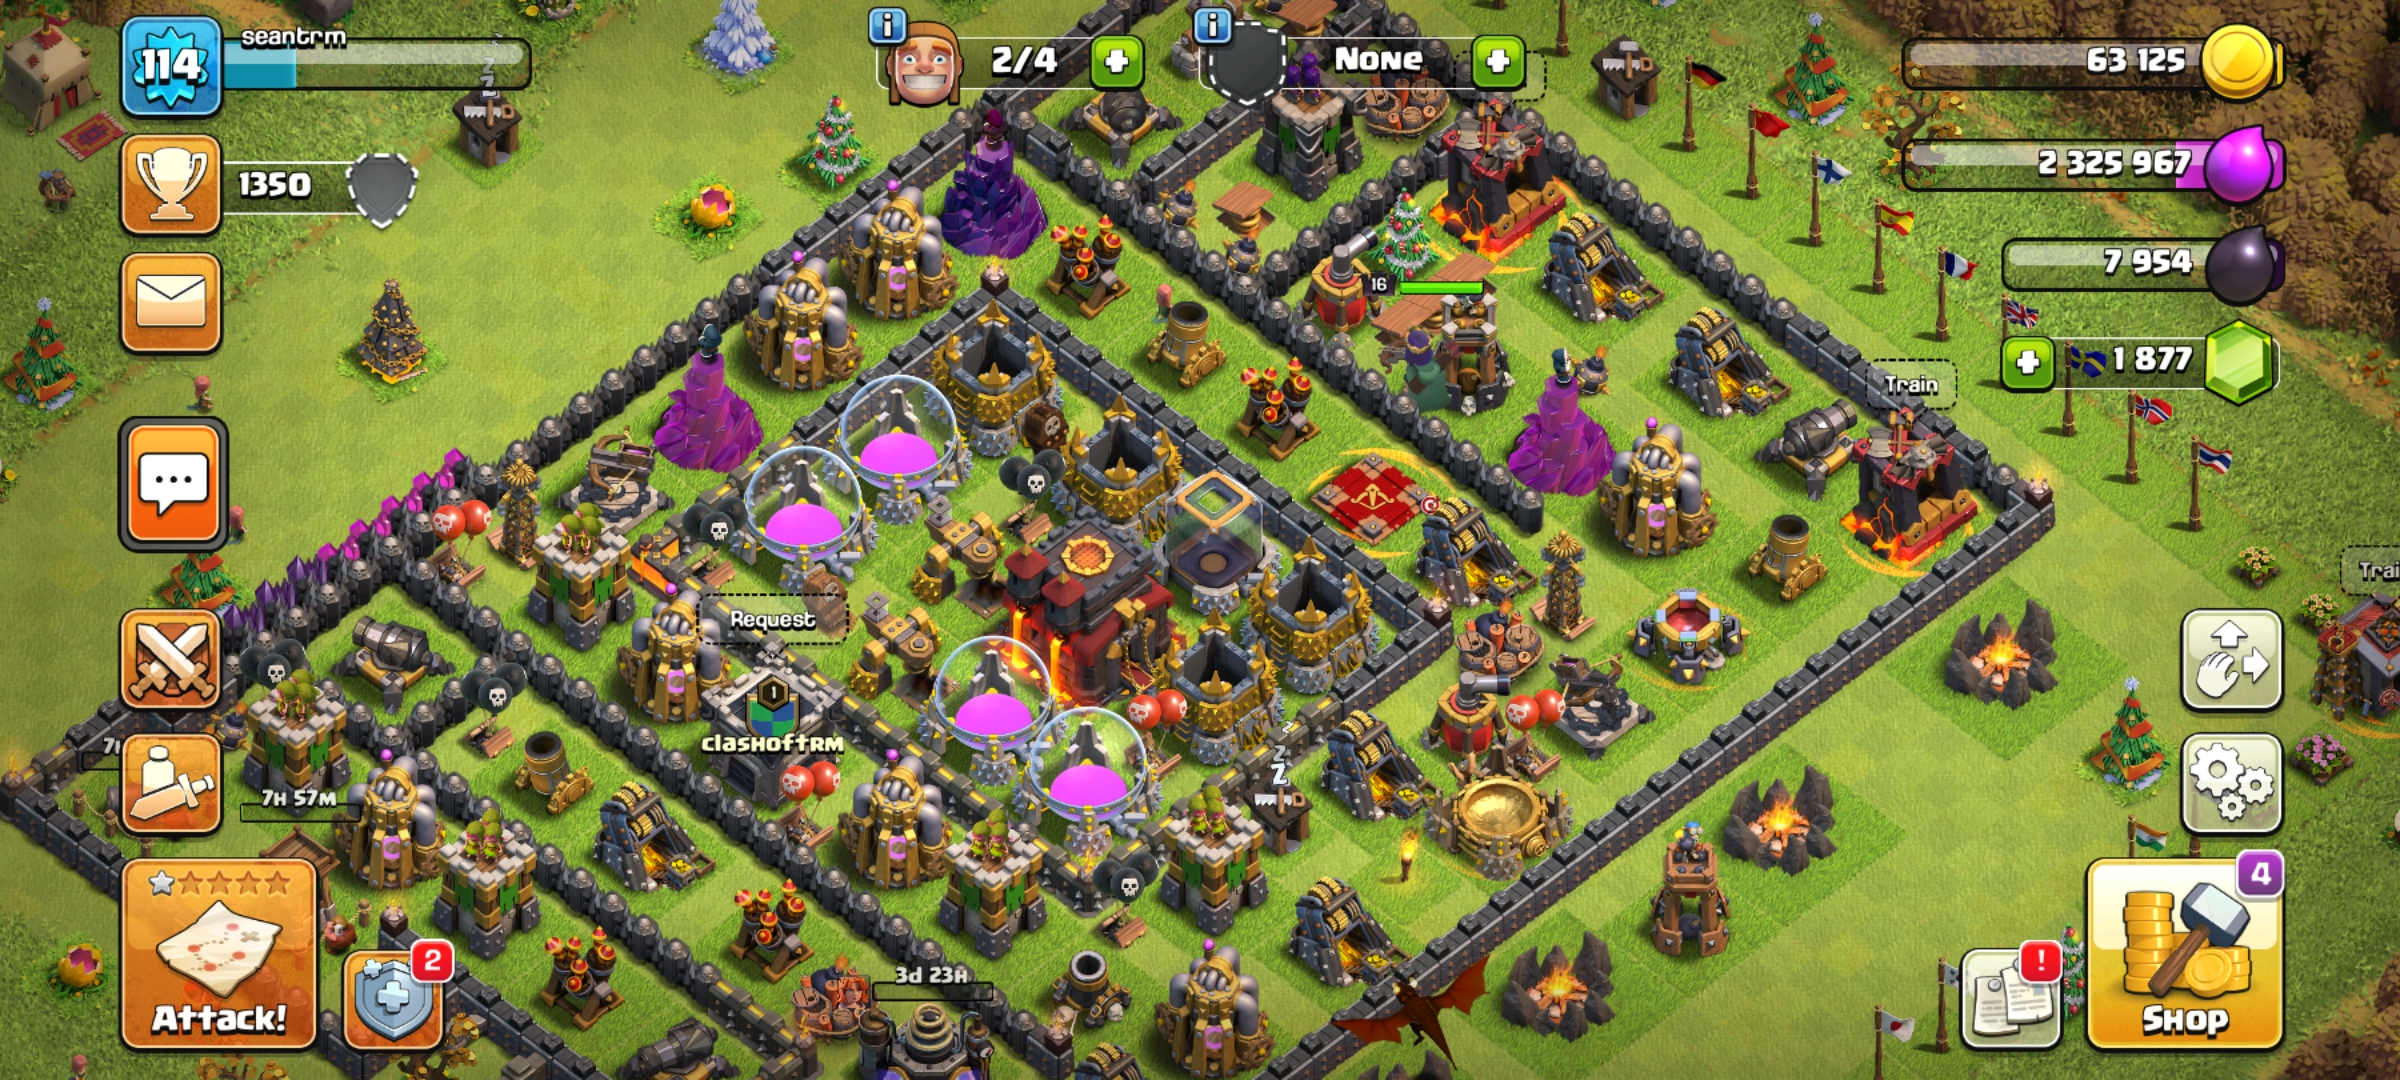 114
seantrm
2/4
None
63 125
1350
2 325 967
7 954
16
1 877
Train
Trai
Request
1
clashoftRM
7H 57M
4
2
3d 23H
!
Attack!
Shop